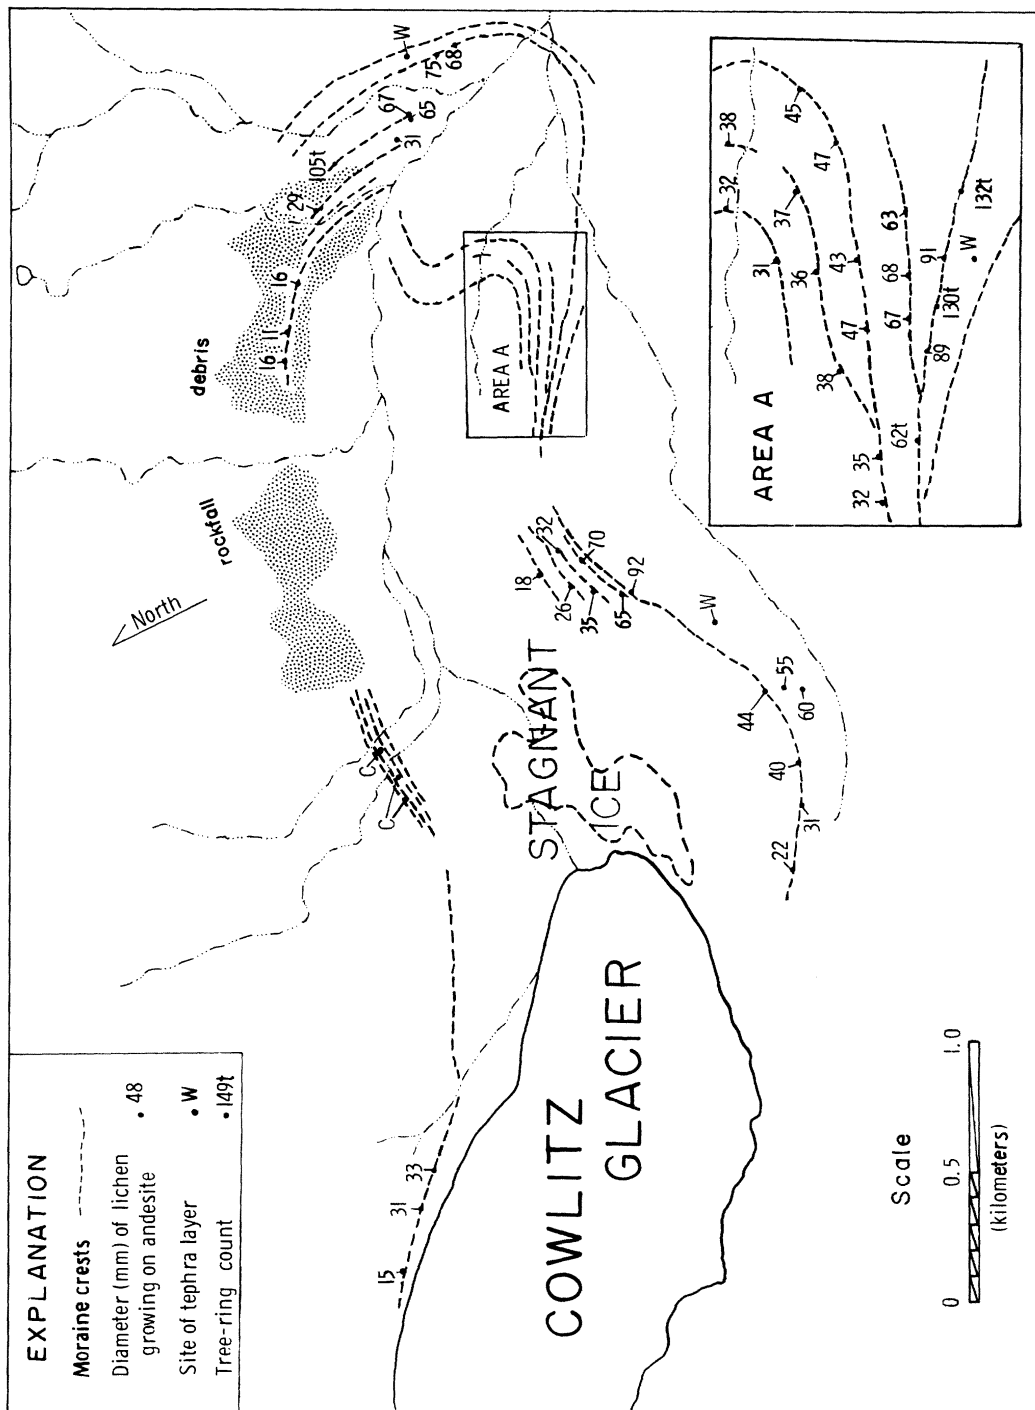 EXPLANATION
Moraine crests
Diameter (mm) of lichen
growing on andesite
48
Site of tephra layer
W
Tree-ring count
149t
North
rockfall
debris
16
11
16
29
105t
67
65
31
75
68
W
C
C
AREA A
18
26
32
35
70
65
92
W
55
60
44
40
31
22
STAGNANT
ICE
15
31
33
COWLITZ
GLACIER
Scale
0
0.5
1.0
(kilometers)
AREA A
32
35
62t
38
47
89
130t
67
36
43
68
91
W
31
37
63
132t
32
38
47
45